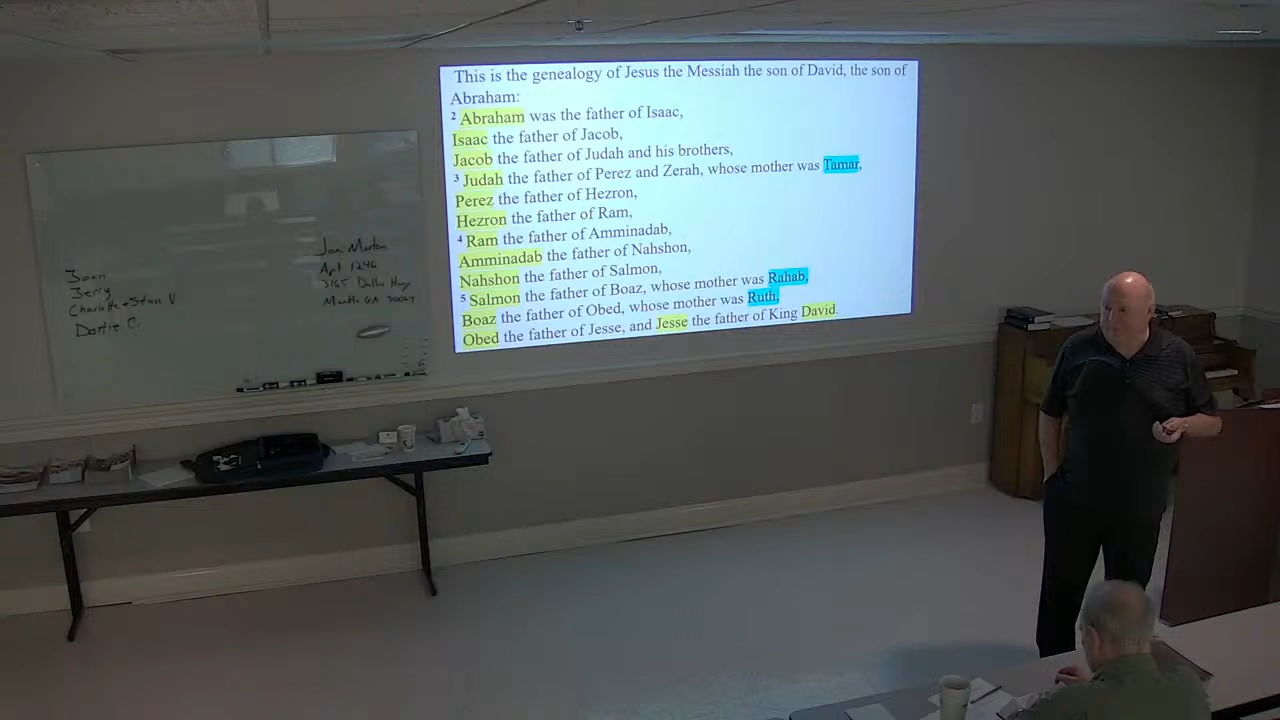 This is the genealogy of Jesus the Messiah the son of David, the son of
Abraham:
2 Abraham was the father of Isaac,
Isaac the father of Jacob,
Jacob the father of Judah and his brothers,
3 Judah the father of Perez and Zerah, whose mother was Tamar,
Perez the father of Hezron,
Hezron the father of Ram,
4 Ram the father of Amminadab,
Amminadab the father of Nahshon,
Nahshon the father of Salmon,
5 Salmon the father of Boaz, whose mother was Rahab,
Boaz the father of Obed, whose mother was Ruth,
Obed the father of Jesse, and Jesse the father of King David.
Jerry
Charlotte + Stan V
Dottie C.
Apt 1246
GA